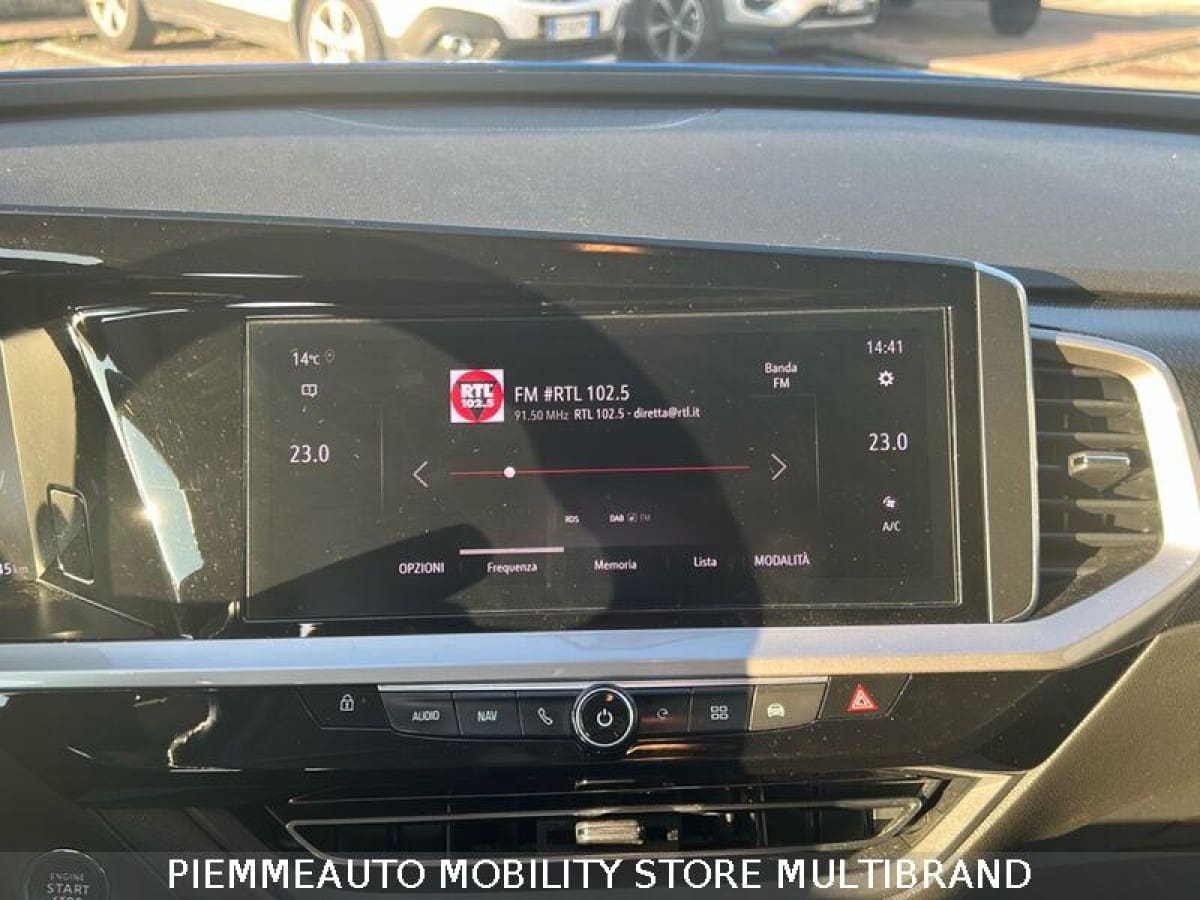 14°C
14:41
RTL
102.5
FM #RTL 102.5
91.50 MHz RTL 102.5 - diretta@rtl.it
Banda
FM
23.0
23.0
RDS
DAB FM
A/C
OPZIONI
Frequenza
Memoria
Lista
MODALITÀ
km
AUDIO
NAV
ENGINE
START
STOP
PIEMMEAUTO MOBILITY STORE MULTIBRAND